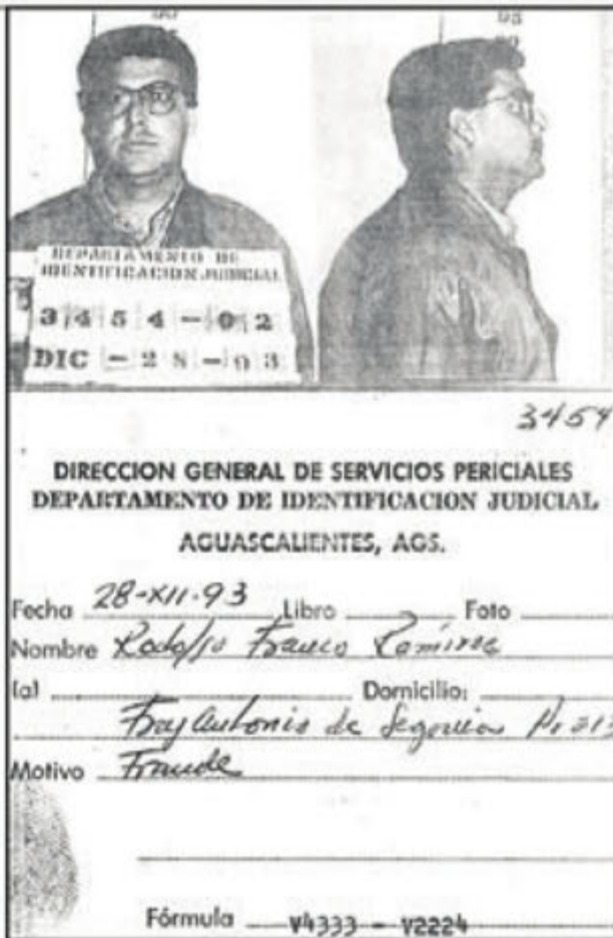 DEPARTAMENTO DE
IDENTIFICACION JUDICIAL
3454-02
DIC-28-93
3454
DIRECCION GENERAL DE SERVICIOS PERICIALES
DEPARTAMENTO DE IDENTIFICACION JUDICIAL
AGUASCALIENTES, AGS.
Fecha 28-XII-93 Libro Foto
Nombre Rodolfo Franco Ramirez
(a) Domicilio:
Fray Antonio de Segovia
Motivo Fraude
Fórmula V4333 - V2224